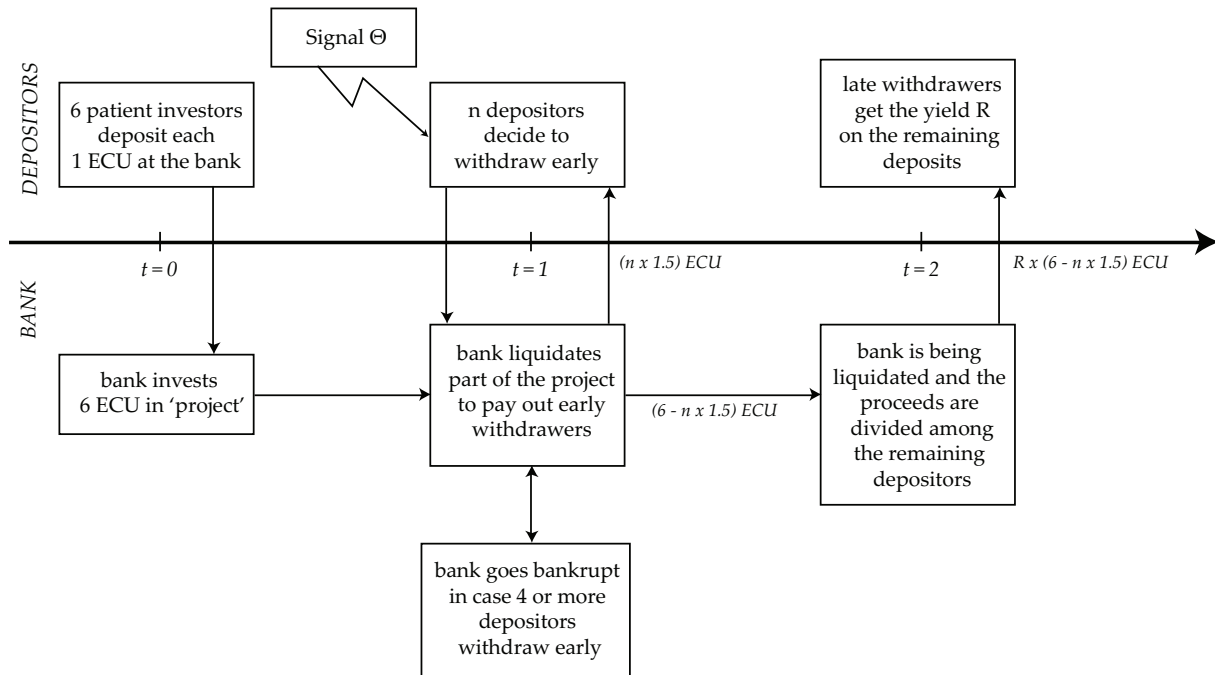 Signal Θ
DEPOSITORS
6 patient investors
deposit each
1 ECU at the bank
n depositors
decide to
withdraw early
late withdrawers
get the yield R
on the remaining
deposits
t = 0
t = 1
(n x 1.5) ECU
t = 2
R x (6 - n x 1.5) ECU
BANK
bank invests
6 ECU in ‘project’
bank liquidates
part of the project
to pay out early
withdrawers
(6 - n x 1.5) ECU
bank is being
liquidated and the
proceeds are
divided among
the remaining
depositors
bank goes bankrupt
in case 4 or more
depositors
withdraw early